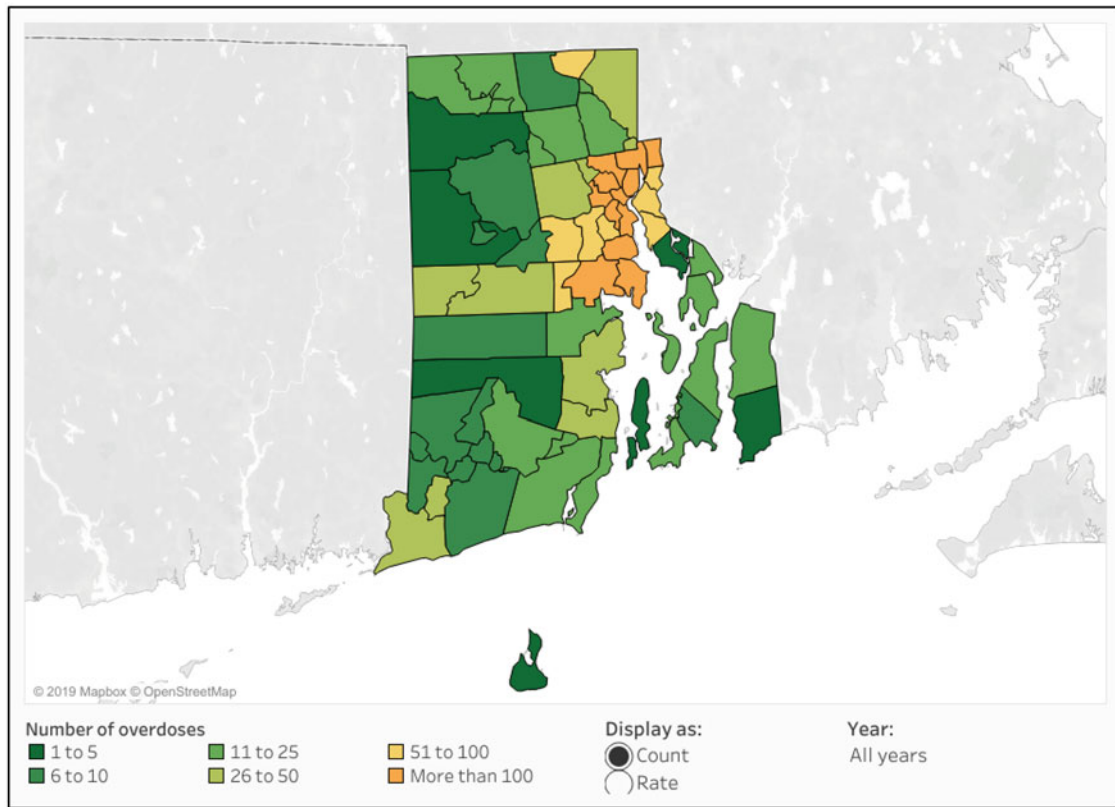 © 2019 Mapbox © OpenStreetMap
Number of overdoses
1 to 5
11 to 25
51 to 100
6 to 10
26 to 50
More than 100
Display as:
Count
Rate
Year:
All years